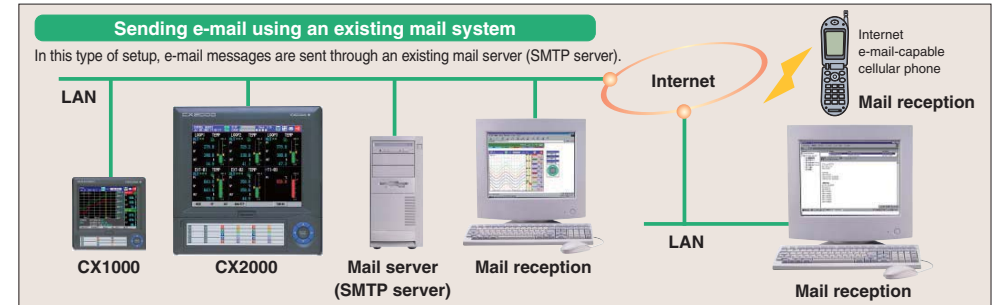 Sending e-mail using an existing mail system
In this type of setup, e-mail messages are sent through an existing mail server (SMTP server).
LAN
Internet
Internet
e-mail-capable
cellular phone
Mail reception
CX1000
CX2000
Mail server
(SMTP server)
Mail reception
LAN
Mail reception